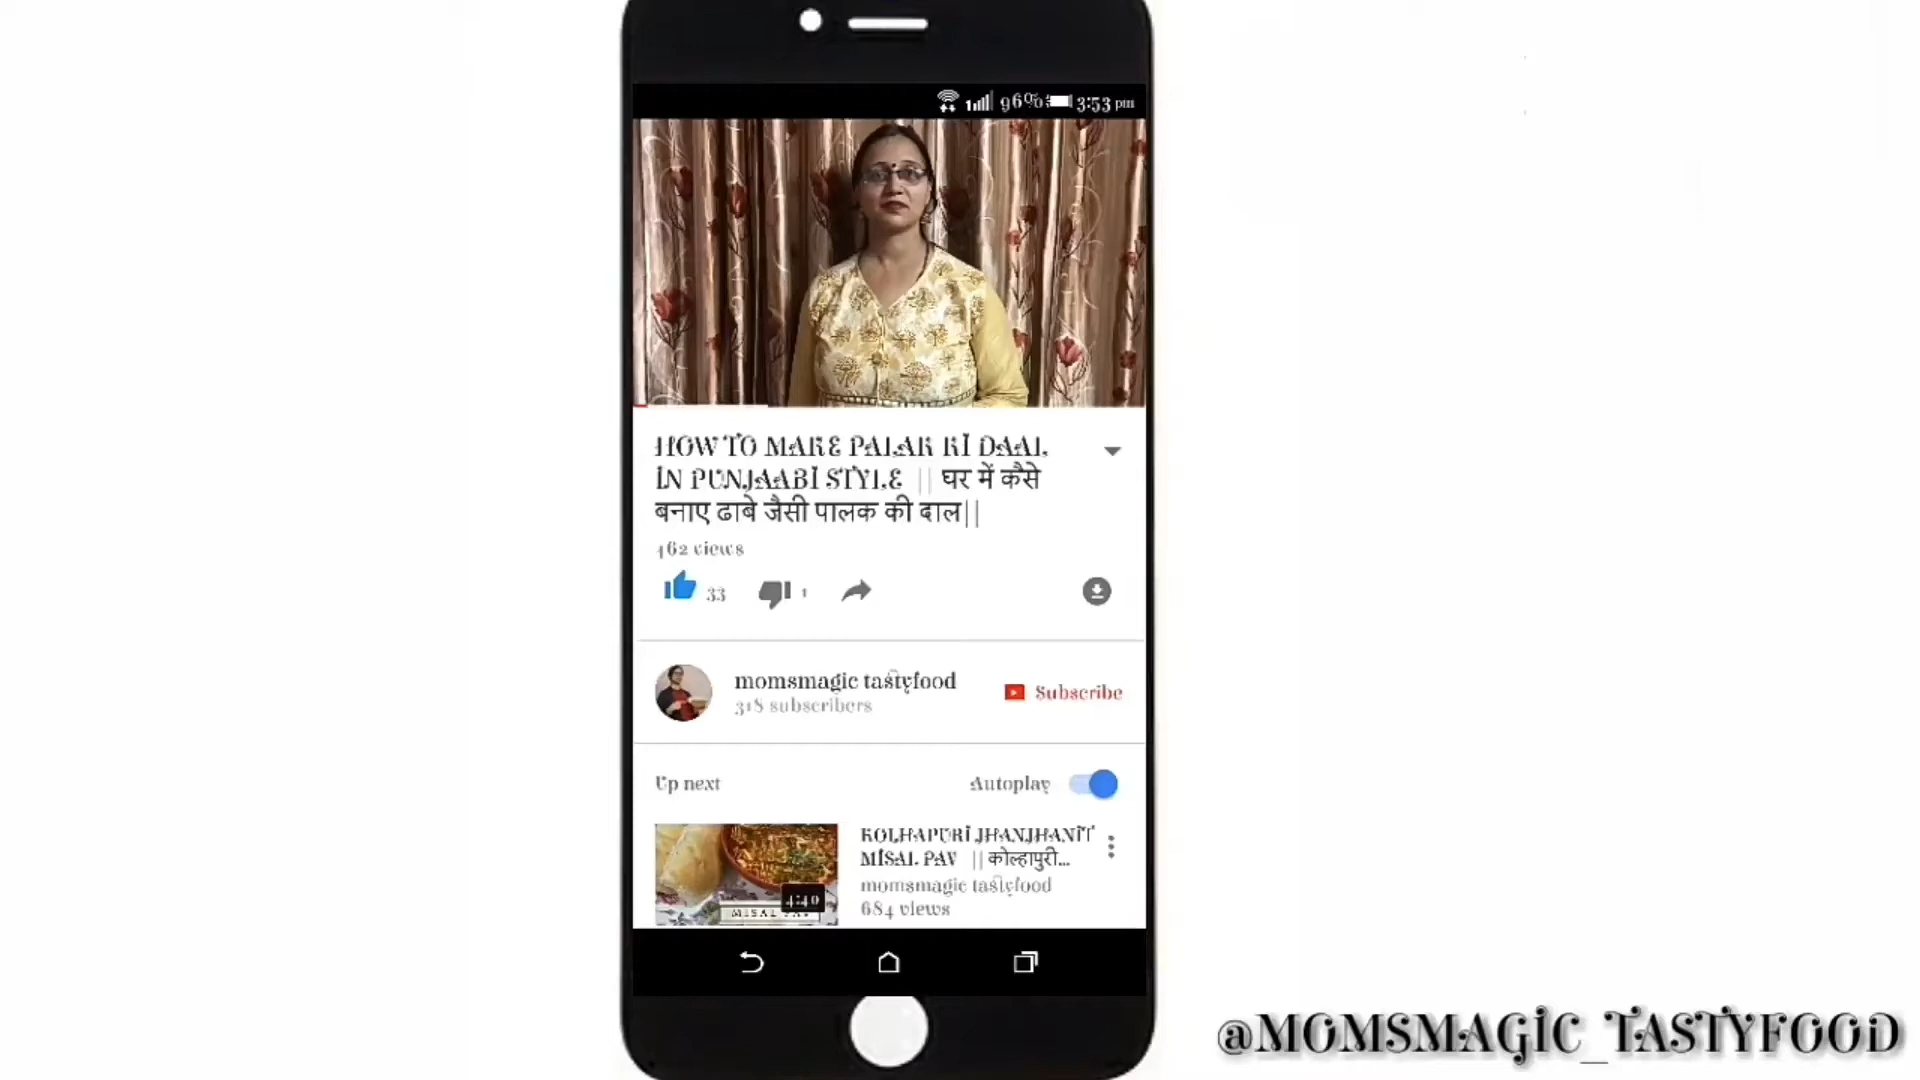 96% 3:53 pm
HOW TO MAKE PALAK KI DAAL
IN PUNJAABI STYLE || घर में कैसे
बनाए ढाबे जैसी पालक की दाल||
462 views
33 1
momsmagic tastyfood
Subscribe
318 subscribers
Up next Autoplay
KOLHAPURI JHANJHANIT
MISAL PAV || कोल्हापुरी...
momsmagic tastyfood
684 views
4:40
MISAL PAV
@MOMSMAGIC_TASTYFOOD